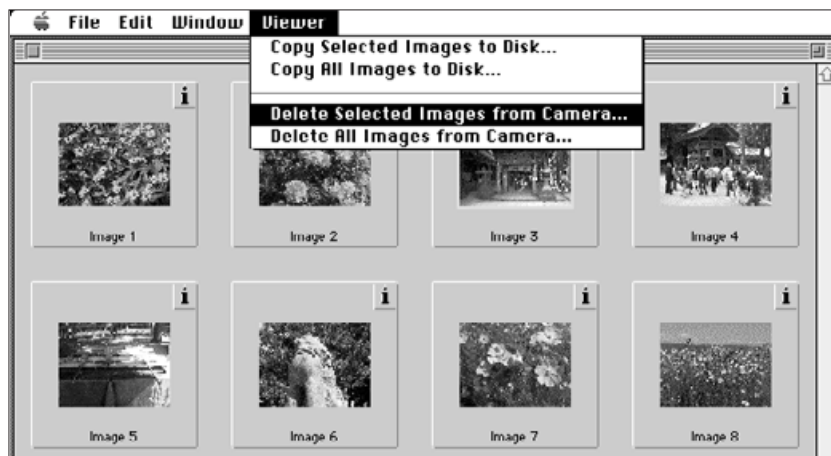 File Edit Window Viewer
Copy Selected Images to Disk...
Copy All Images to Disk...
Delete Selected Images from Camera...
Delete All Images from Camera...
i i i
Image 1 Image 2 Image 3 Image 4
i i i i
Image 5 Image 6 Image 7 Image 8